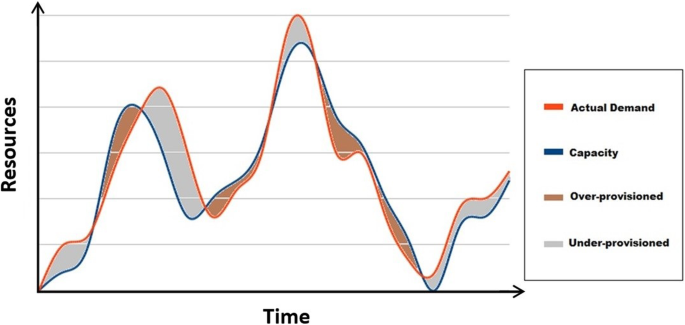 Resources
Time
Actual Demand
Capacity
Over-provisioned
Under-provisioned